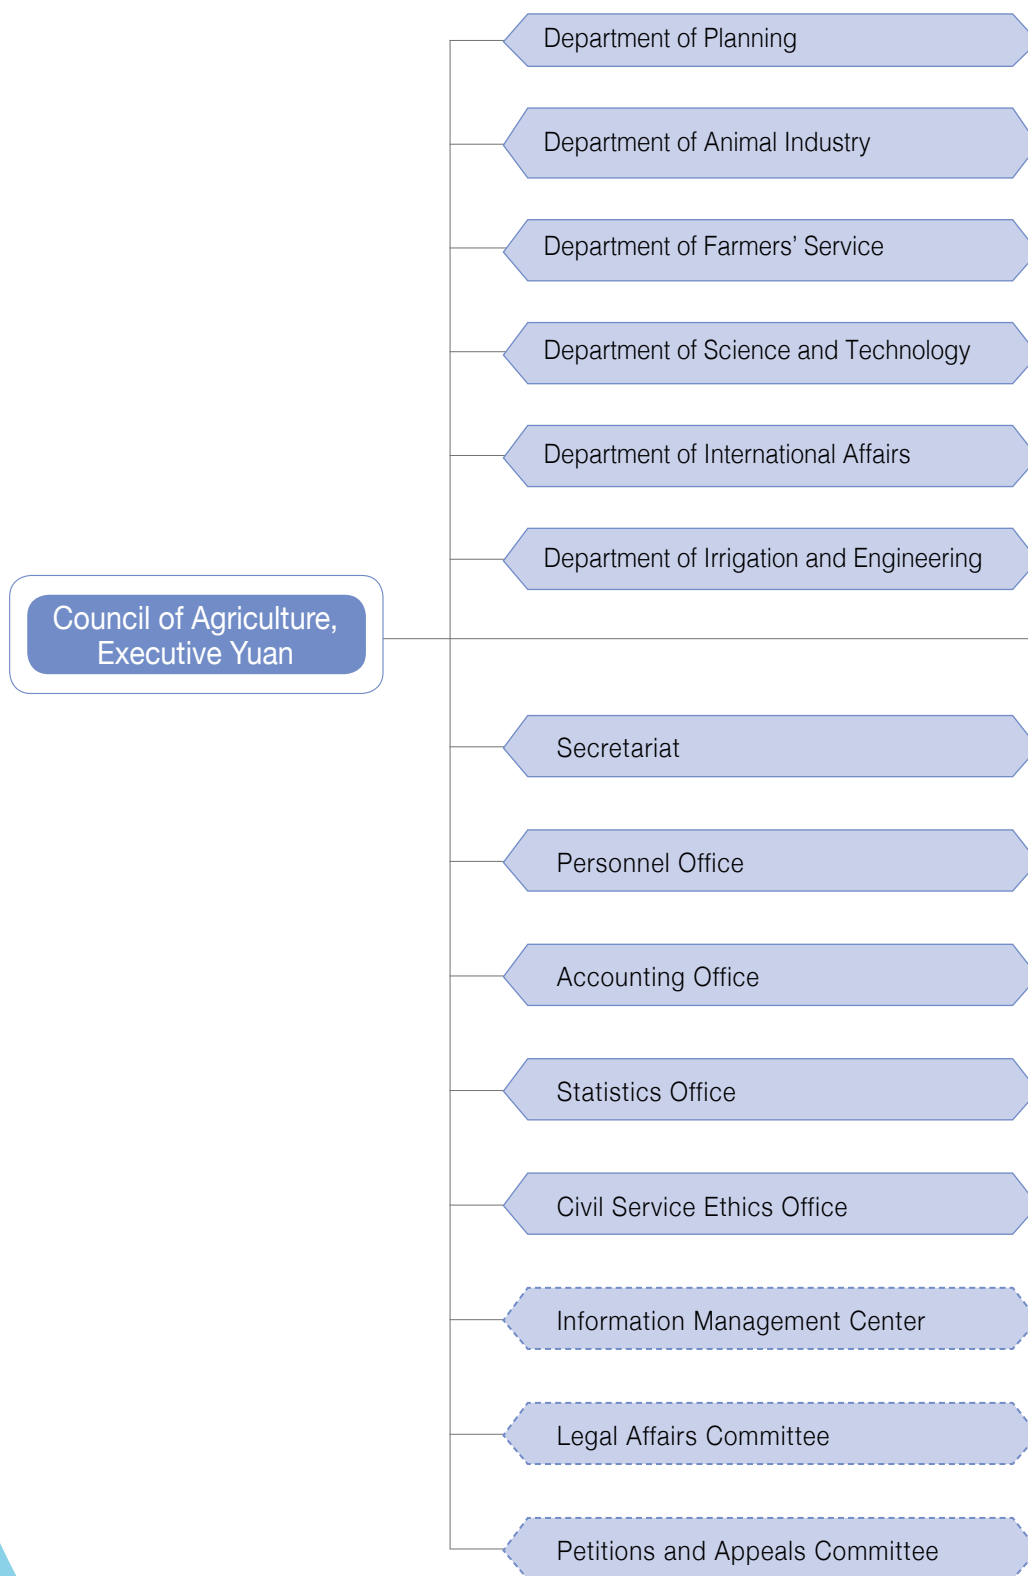 Department of Planning
Department of Animal Industry
Department of Farmers’ Service
Department of Science and Technology
Department of International Affairs
Department of Irrigation and Engineering
Council of Agriculture,
Executive Yuan
Secretariat
Personnel Office
Accounting Office
Statistics Office
Civil Service Ethics Office
Information Management Center
Legal Affairs Committee
Petitions and Appeals Committee